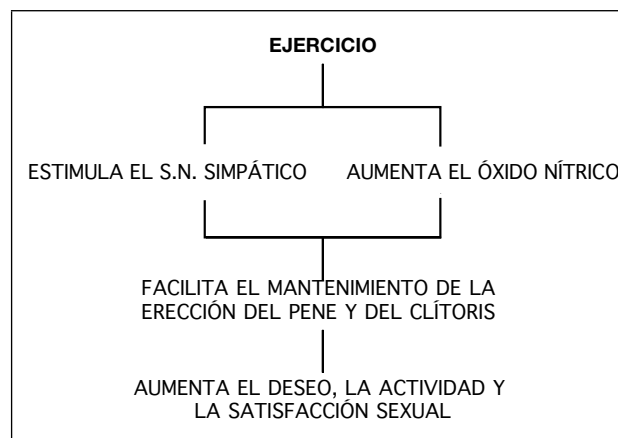 EJERCICIO
ESTIMULA EL S.N. SIMPÁTICO
AUMENTA EL ÓXIDO NÍTRICO
FACILITA EL MANTENIMIENTO DE LA
ERECCIÓN DEL PENE Y DEL CLÍTORIS
AUMENTA EL DESEO, LA ACTIVIDAD Y
LA SATISFACCIÓN SEXUAL